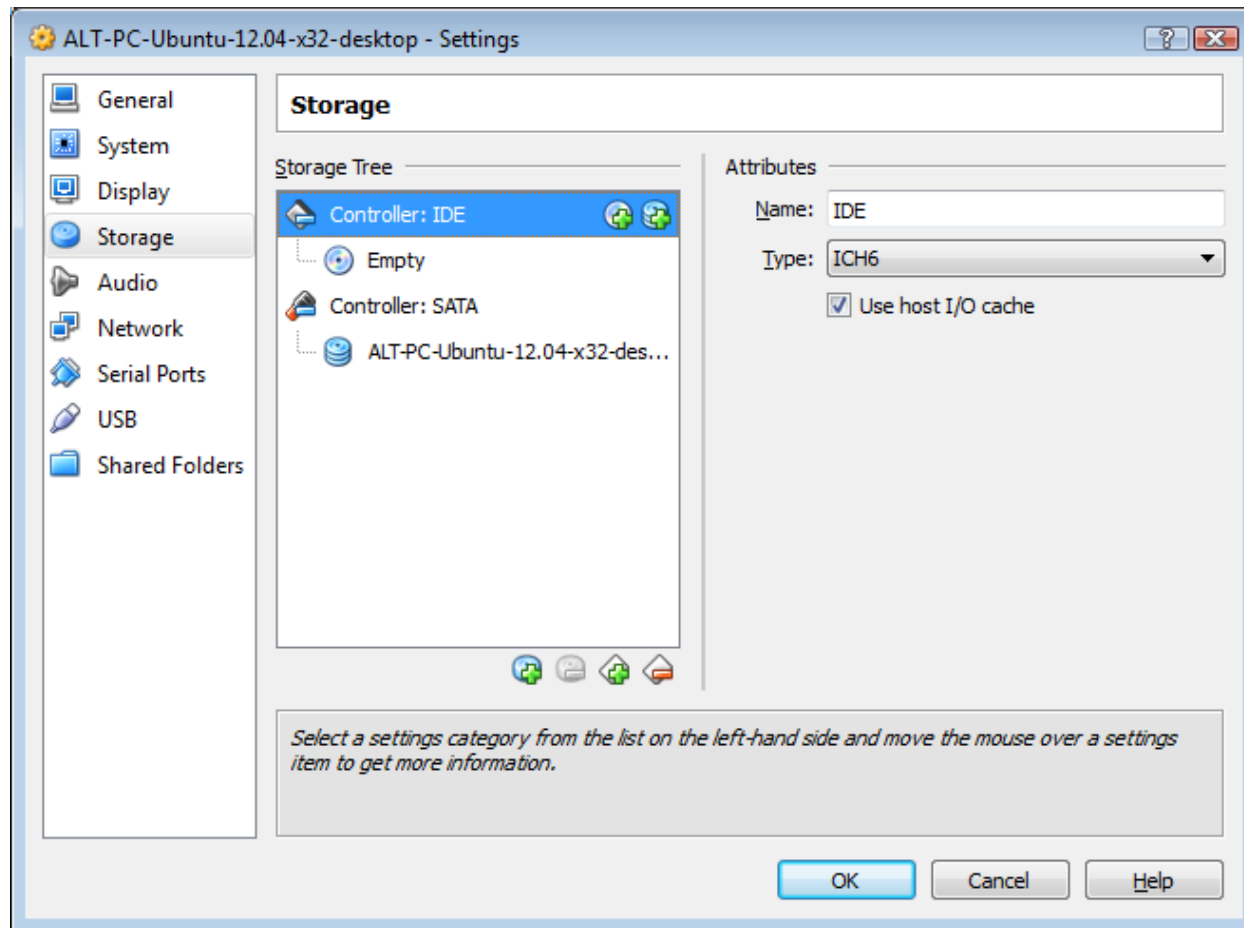 ALT-PC-Ubuntu-12.04-x32-desktop - Settings
General
System
Display
Storage
Audio
Network
Serial Ports
USB
Shared Folders
Storage
Storage Tree
Controller: IDE
Empty
Controller: SATA
ALT-PC-Ubuntu-12.04-x32-des...
Attributes
Name: IDE
Type: ICH6
Use host I/O cache
Select a settings category from the list on the left-hand side and move the mouse over a settings
item to get more information.
OK Cancel Help